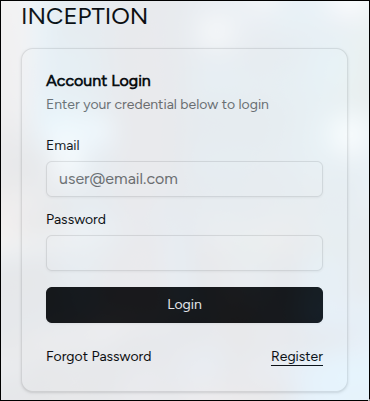 INCEPTION
Account Login
Enter your credential below to login
Email
user@email.com
Password
Login
Forgot Password
Register